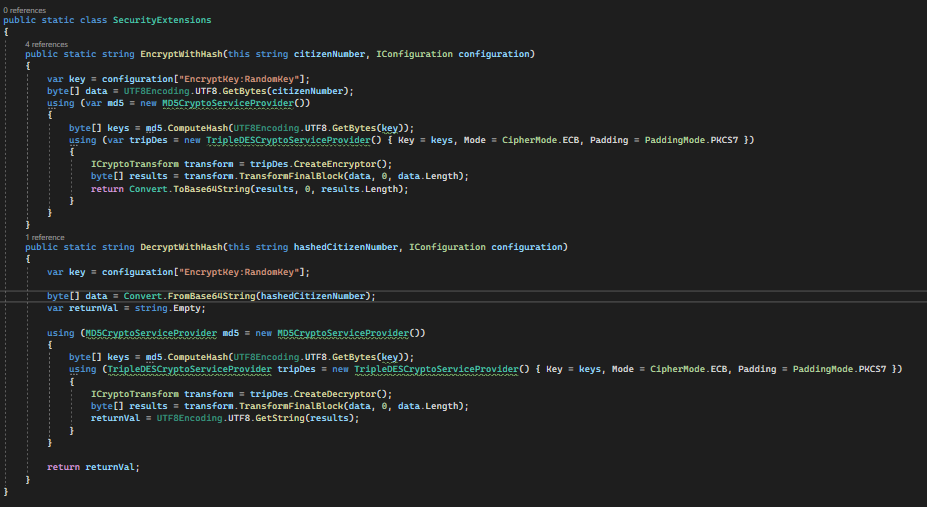 0 references
public static class SecurityExtensions
{
4 references
public static string EncryptWithHash(this string citizenNumber, IConfiguration configuration)
{
var key = configuration["EncryptKey:RandomKey"];
byte[] data = UTF8Encoding.UTF8.GetBytes(citizenNumber);
using (var md5 = new MD5CryptoServiceProvider())
{
byte[] keys = md5.ComputeHash(UTF8Encoding.UTF8.GetBytes(key));
using (var tripDes = new TripleDESCryptoServiceProvider() { Key = keys, Mode = CipherMode.ECB, Padding = PaddingMode.PKCS7 })
{
ICryptoTransform transform = tripDes.CreateEncryptor();
byte[] results = transform.TransformFinalBlock(data, 0, data.Length);
return Convert.ToBase64String(results, 0, results.Length);
}
}
}
1 reference
public static string DecryptWithHash(this string hashedCitizenNumber, IConfiguration configuration)
{
var key = configuration["EncryptKey:RandomKey"];
byte[] data = Convert.FromBase64String(hashedCitizenNumber);
var returnVal = string.Empty;
using (MD5CryptoServiceProvider md5 = new MD5CryptoServiceProvider())
{
byte[] keys = md5.ComputeHash(UTF8Encoding.UTF8.GetBytes(key));
using (TripleDESCryptoServiceProvider tripDes = new TripleDESCryptoServiceProvider() { Key = keys, Mode = CipherMode.ECB, Padding = PaddingMode.PKCS7 })
{
ICryptoTransform transform = tripDes.CreateDecryptor();
byte[] results = transform.TransformFinalBlock(data, 0, data.Length);
returnVal = UTF8Encoding.UTF8.GetString(results);
}
}
return returnVal;
}
}